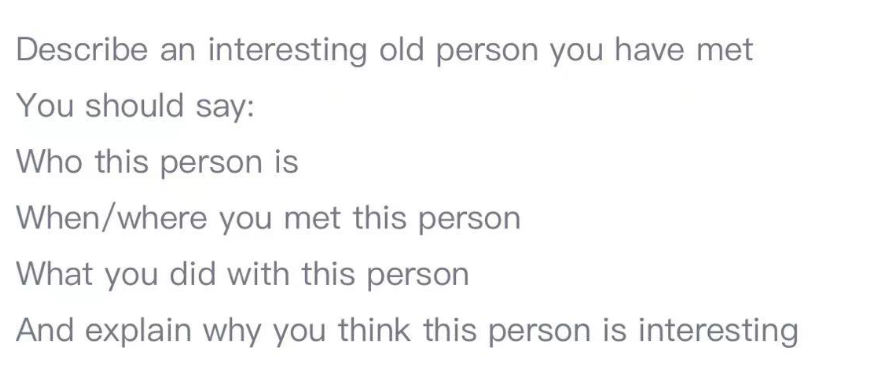 Describe an interesting old person you have met
You should say:
Who this person is
When/where you met this person
What you did with this person
And explain why you think this person is interesting